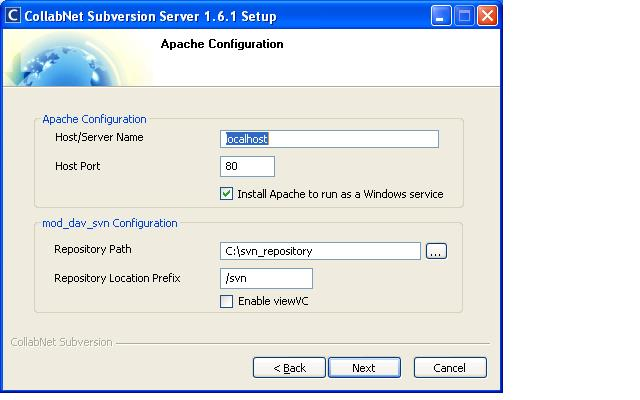 CollabNet Subversion Server 1.6.1 Setup
Apache Configuration
Apache Configuration
Host/Server Name localhost
Host Port 80
Install Apache to run as a Windows service
mod_dav_svn Configuration
Repository Path C:\svn_repository ...
Repository Location Prefix /svn
Enable viewVC
CollabNet Subversion
< Back Next Cancel